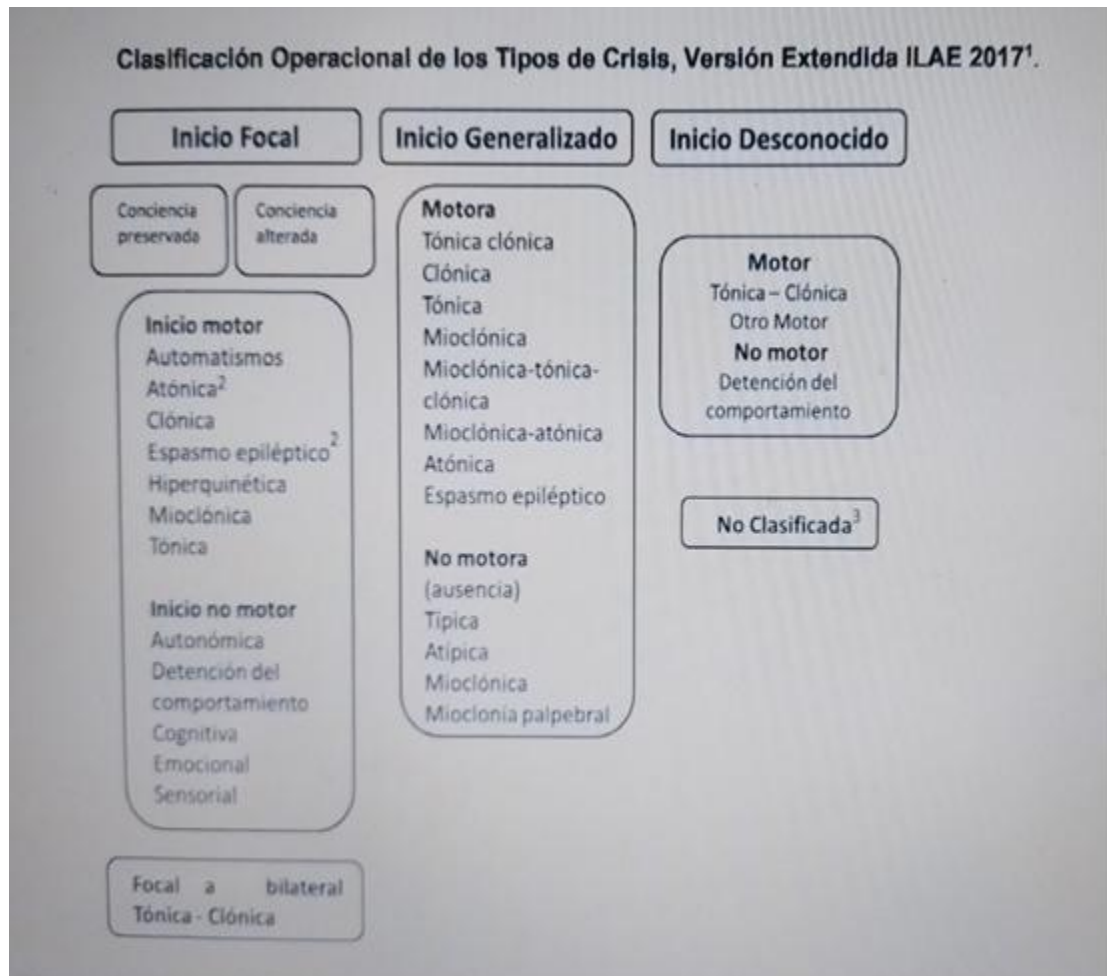 Clasificación Operacional de los Tipos de Crisis, Versión Extendida ILAE 2017¹.
Inicio Focal
Conciencia
preservada
Conciencia
alterada
Inicio motor
Automatismos
Atónica²
Clónica
Espasmo epiléptico²
Hiperquinética
Mioclónica
Tónica
Inicio no motor
Autonómica
Detención del
comportamiento
Cognitiva
Emocional
Sensorial
Focal a bilateral
Tónica - Clónica
Inicio Generalizado
Motora
Tónica clónica
Clónica
Tónica
Mioclónica
Mioclónica-tónica-
clónica
Mioclónica-atónica
Atónica
Espasmo epiléptico
No motora
(ausencia)
Típica
Atípica
Mioclónica
Mioclonía palpebral
Inicio Desconocido
Motor
Tónica – Clónica
Otro Motor
No motor
Detención del
comportamiento
No Clasificada³